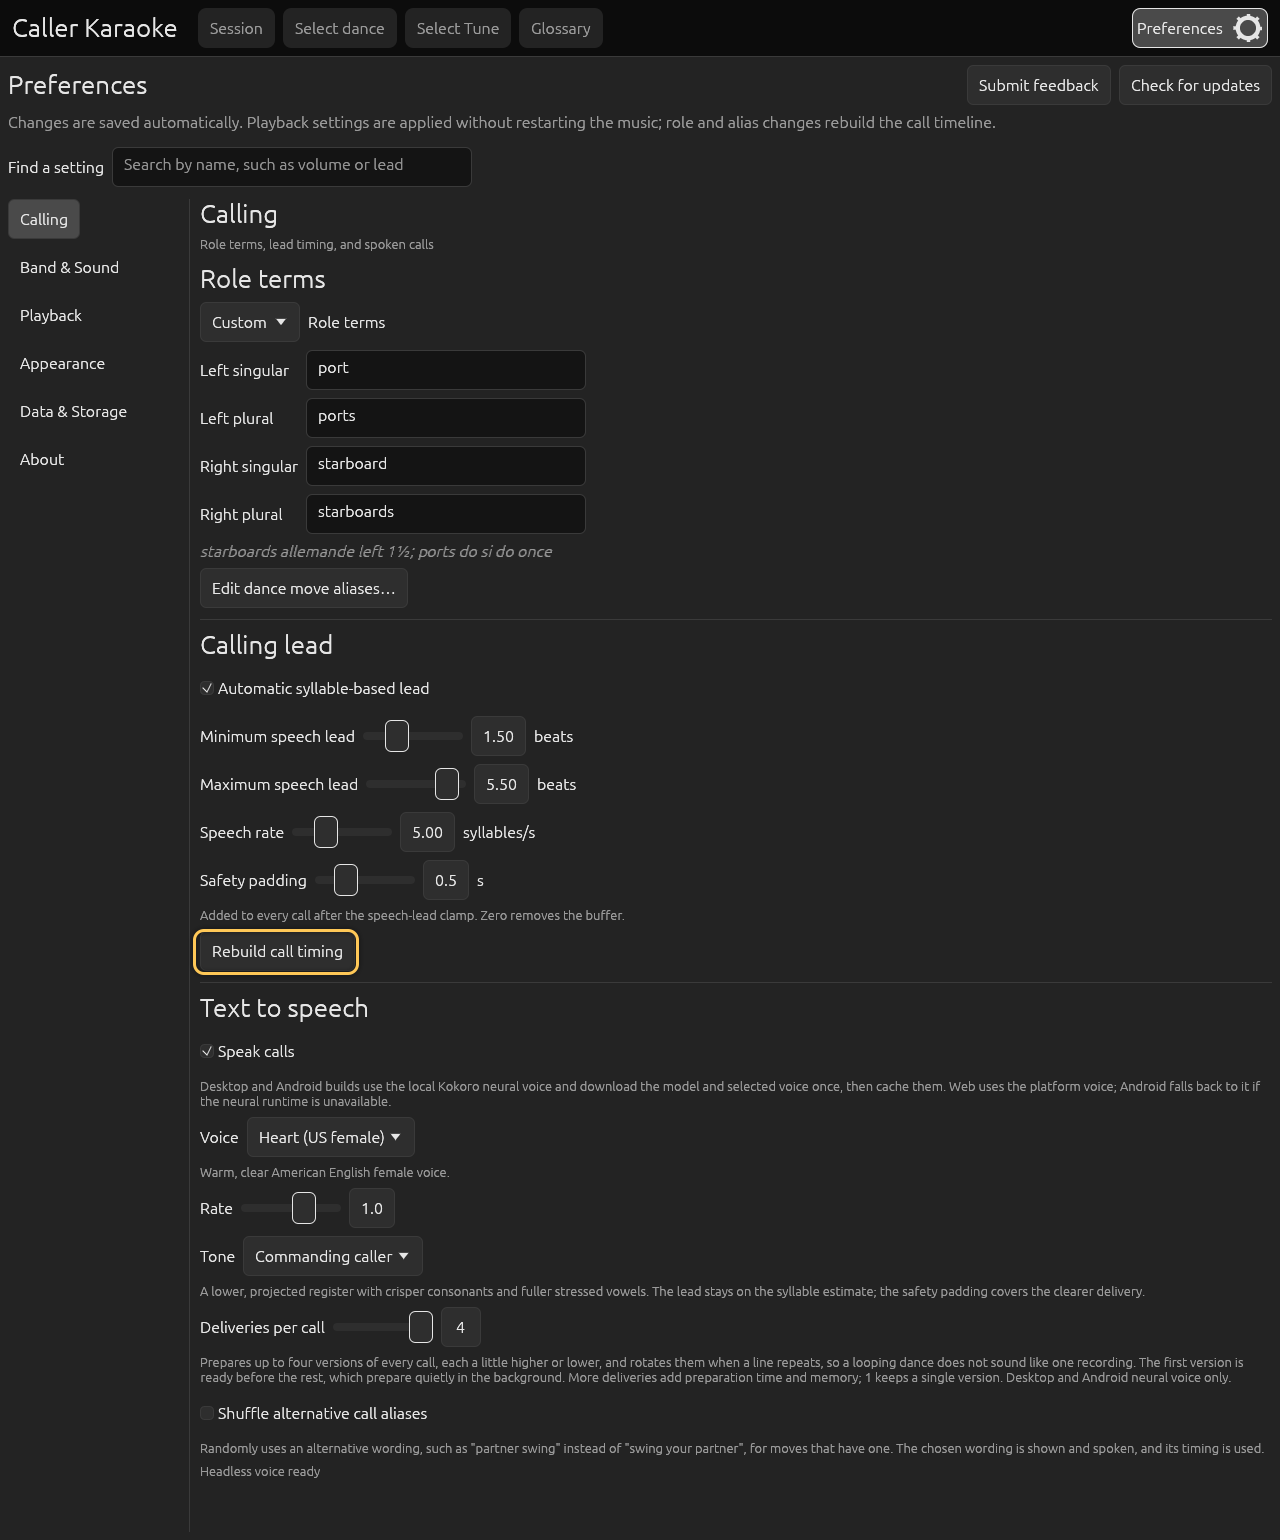 Caller Karaoke
Session
Select dance
Select Tune
Glossary
Preferences
Preferences
Submit feedback
Check for updates
Changes are saved automatically. Playback settings are applied without restarting the music; role and alias changes rebuild the call timeline.
Find a setting
Search by name, such as volume or lead
Calling
Band & Sound
Playback
Appearance
Data & Storage
About
Calling
Role terms, lead timing, and spoken calls
Role terms
Custom
Role terms
Left singular
port
Left plural
ports
Right singular
starboard
Right plural
starboards
starboards allemande left 1½; ports do si do once
Edit dance move aliases…
Calling lead
Automatic syllable-based lead
Minimum speech lead
1.50
beats
Maximum speech lead
5.50
beats
Speech rate
5.00
syllables/s
Safety padding
0.5
s
Added to every call after the speech-lead clamp. Zero removes the buffer.
Rebuild call timing
Text to speech
Speak calls
Desktop and Android builds use the local Kokoro neural voice and download the model and selected voice once, then cache them. Web uses the platform voice; Android falls back to it if
the neural runtime is unavailable.
Voice
Heart (US female)
Warm, clear American English female voice.
Rate
1.0
Tone
Commanding caller
A lower, projected register with crisper consonants and fuller stressed vowels. The lead stays on the syllable estimate; the safety padding covers the clearer delivery.
Deliveries per call
4
Prepares up to four versions of every call, each a little higher or lower, and rotates them when a line repeats, so a looping dance does not sound like one recording. The first version is
ready before the rest, which prepare quietly in the background. More deliveries add preparation time and memory; 1 keeps a single version. Desktop and Android neural voice only.
Shuffle alternative call aliases
Randomly uses an alternative wording, such as "partner swing" instead of "swing your partner", for moves that have one. The chosen wording is shown and spoken, and its timing is used.
Headless voice ready